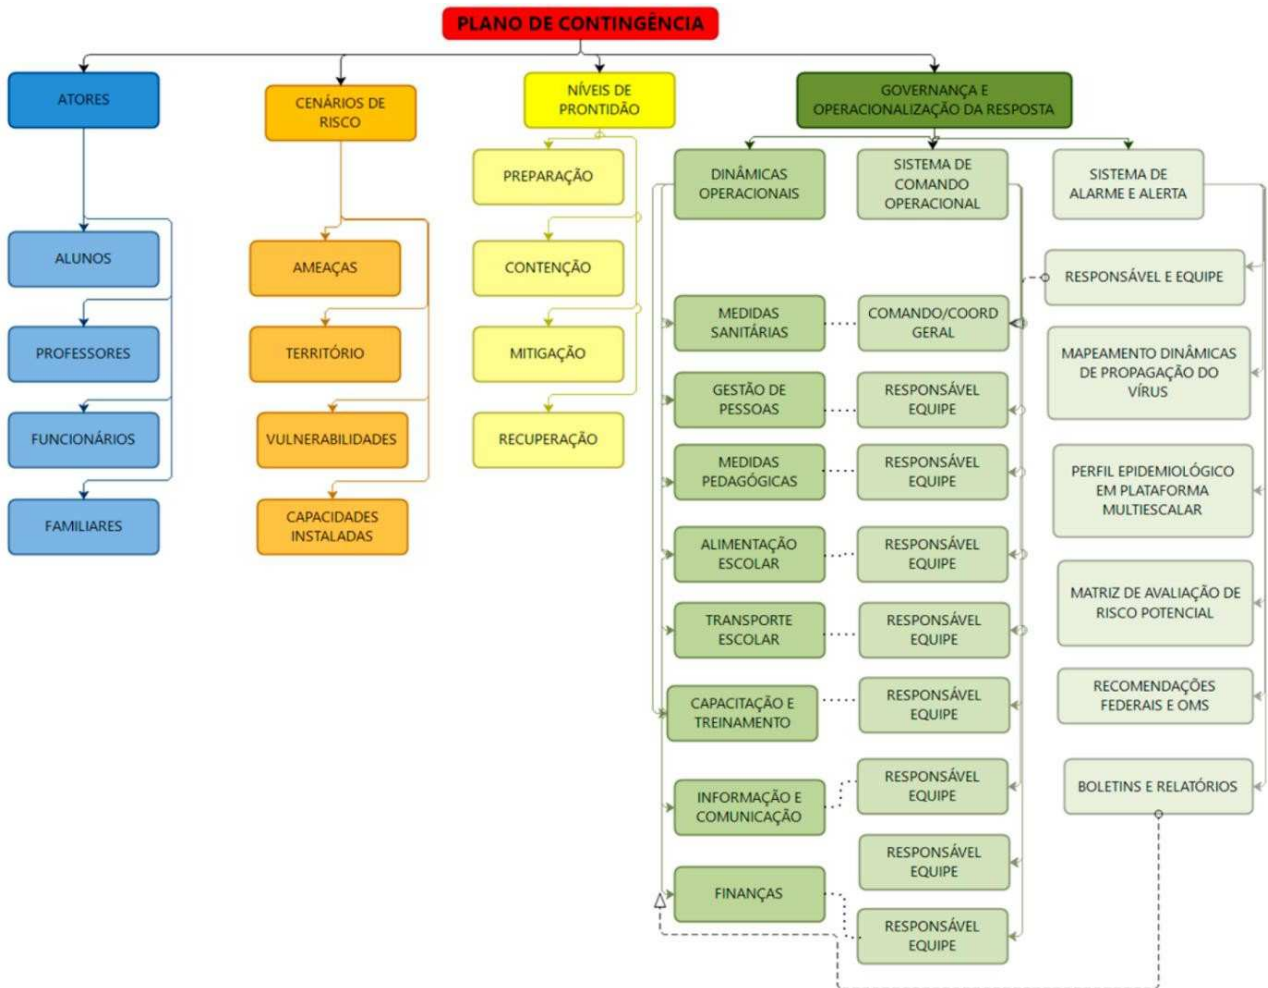 PLANO DE CONTINGÊNCIA
ATORES
CENÁRIOS DE
RISCO
NÍVEIS DE
PRONTIDÃO
GOVERNANÇA E
OPERACIONALIZAÇÃO DA RESPOSTA
ALUNOS
PROFESSORES
FUNCIONÁRIOS
FAMILIARES
AMEAÇAS
TERRITÓRIO
VULNERABILIDADES
CAPACIDADES
INSTALADAS
PREPARAÇÃO
CONTENÇÃO
MITIGAÇÃO
RECUPERAÇÃO
DINÂMICAS
OPERACIONAIS
MEDIDAS
SANITÁRIAS
GESTÃO DE
PESSOAS
MEDIDAS
PEDAGÓGICAS
ALIMENTAÇÃO
ESCOLAR
TRANSPORTE
ESCOLAR
CAPACITAÇÃO E
TREINAMENTO
INFORMAÇÃO E
COMUNICAÇÃO
FINANÇAS
SISTEMA DE
COMANDO
OPERACIONAL
COMANDO/COORD
GERAL
RESPONSÁVEL
EQUIPE
RESPONSÁVEL
EQUIPE
RESPONSÁVEL
EQUIPE
RESPONSÁVEL
EQUIPE
RESPONSÁVEL
EQUIPE
RESPONSÁVEL
EQUIPE
RESPONSÁVEL
EQUIPE
RESPONSÁVEL
EQUIPE
SISTEMA DE
ALARME E ALERTA
RESPONSÁVEL E EQUIPE
MAPEAMENTO DINÂMICAS
DE PROPAGAÇÃO DO
VÍRUS
PERFIL EPIDEMIOLÓGICO
EM PLATAFORMA
MULTIESCALAR
MATRIZ DE AVALIAÇÃO DE
RISCO POTENCIAL
RECOMENDAÇÕES
FEDERAIS E OMS
BOLETINS E RELATÓRIOS